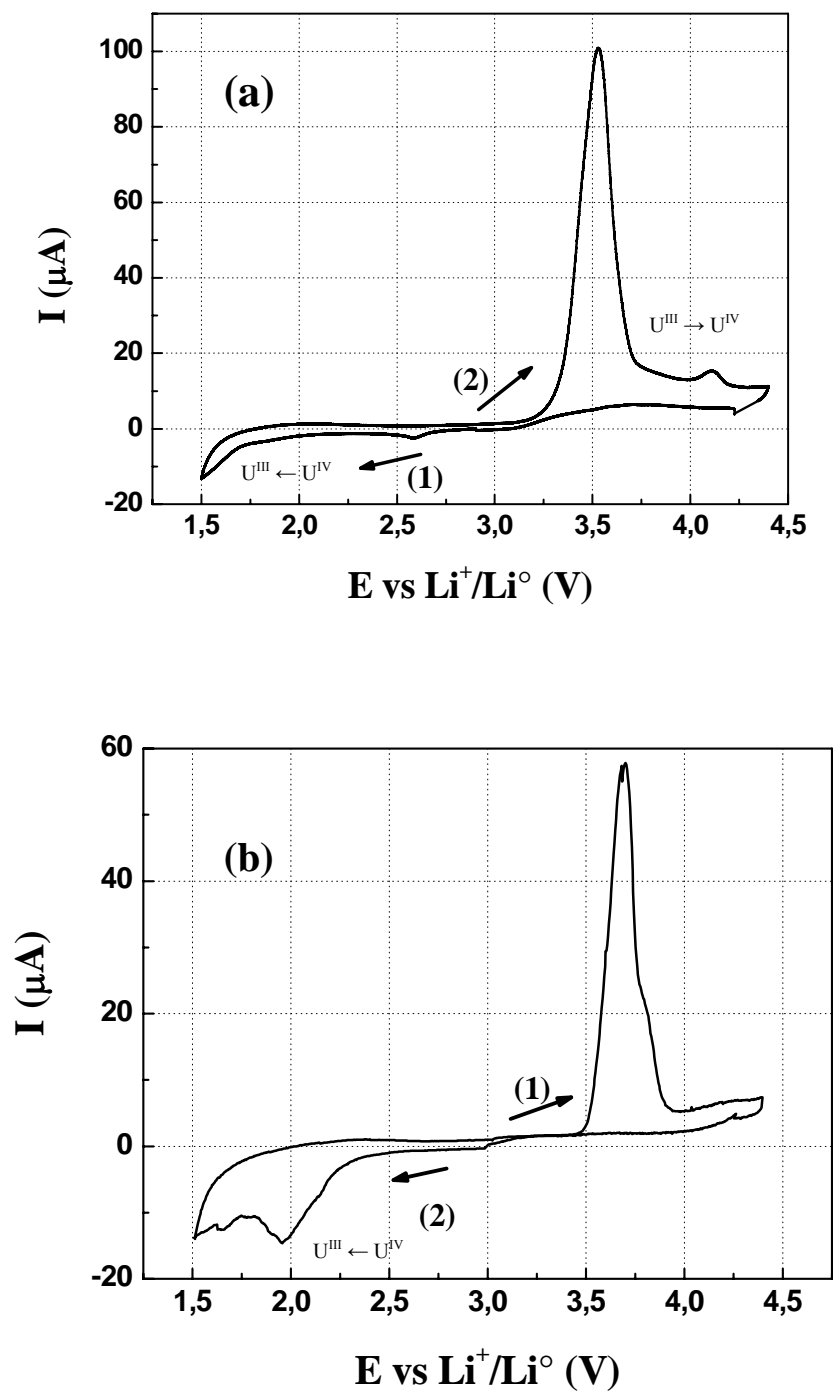 (a)
I (µA)
100
80
60
40
20
0
-20
U^III → U^IV
(2)
U^III ← U^IV
(1)
1,5 2,0 2,5 3,0 3,5 4,0 4,5
E vs Li⁺/Li° (V)
(b)
I (µA)
60
40
20
0
-20
(1)
(2)
U^III ← U^IV
1,5 2,0 2,5 3,0 3,5 4,0 4,5
E vs Li⁺/Li° (V)